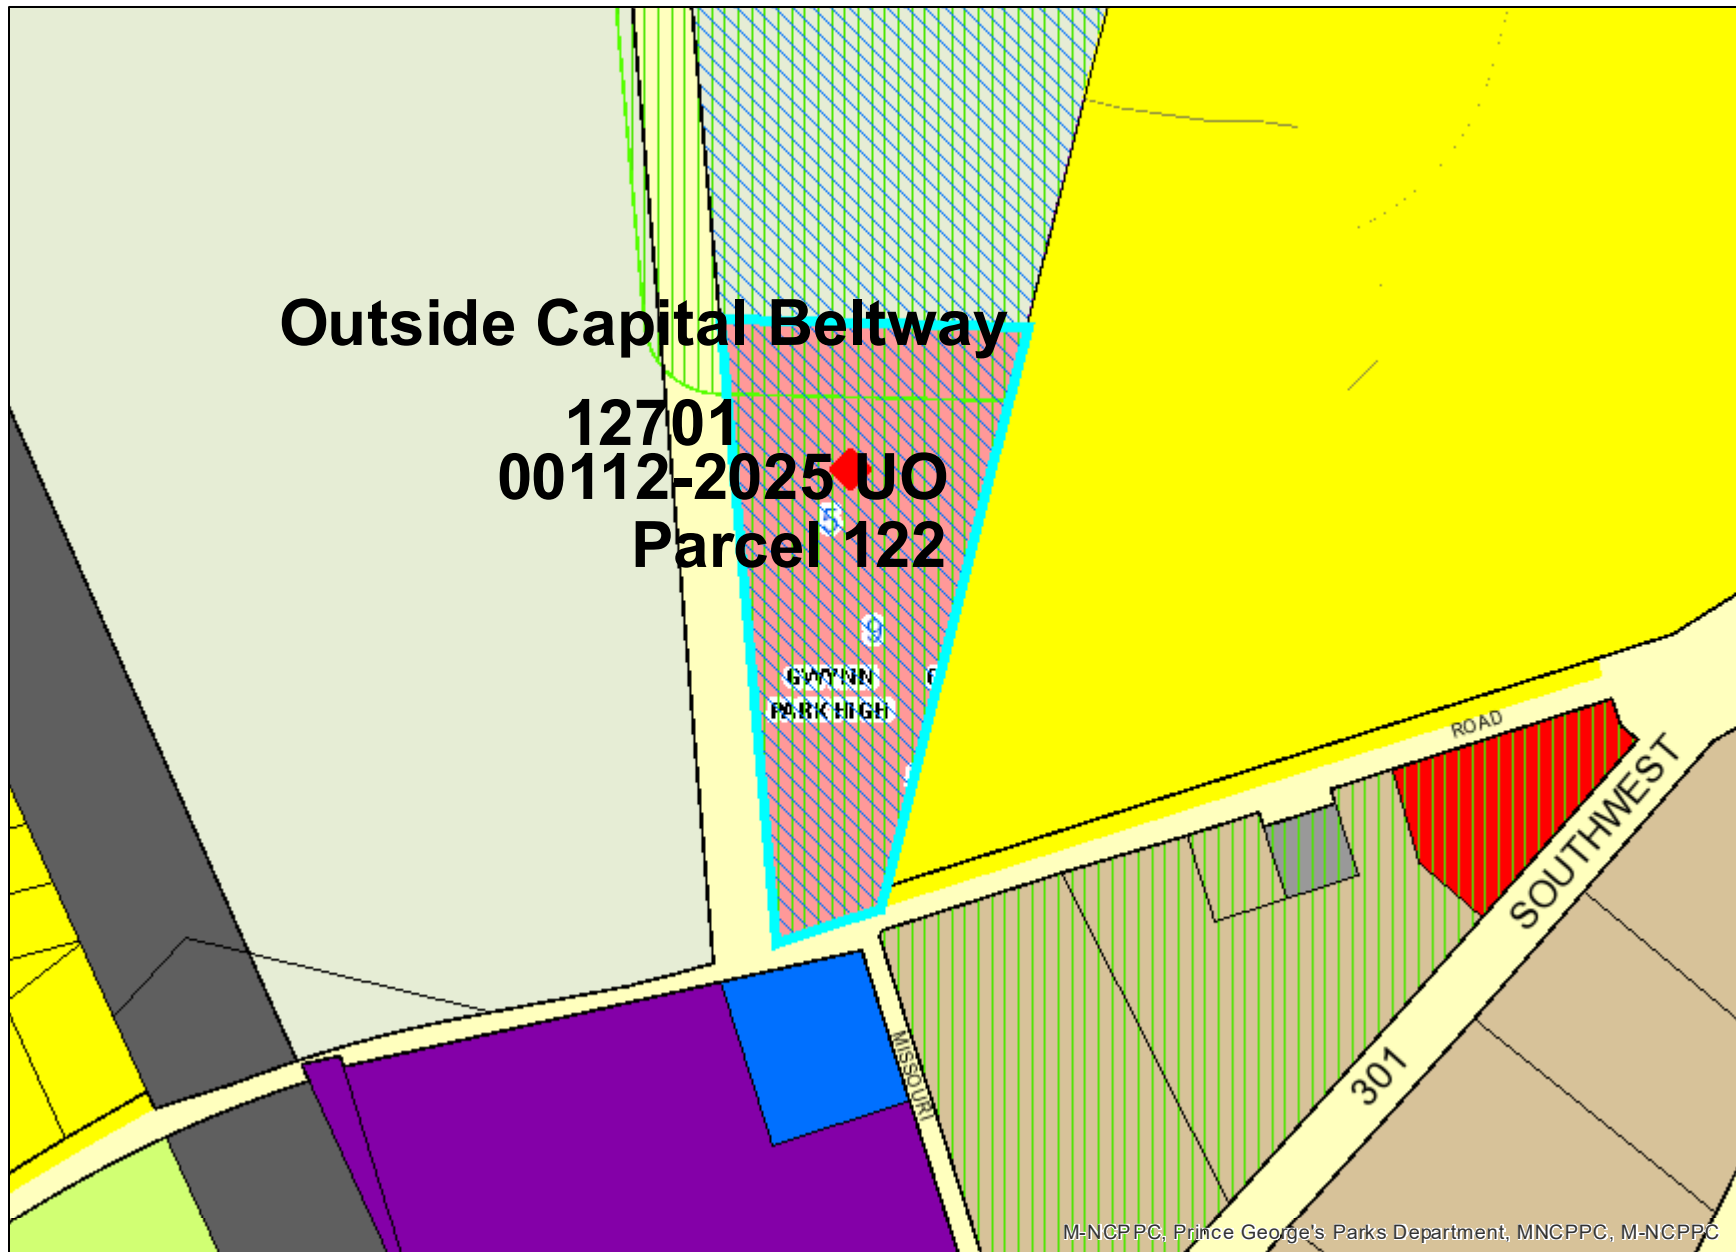 Outside Capital Beltway
12701
00112-2025 UO
Parcel 122
5
9
GWYNN
PARK HIGH
ROAD
SOUTHWEST
301
MISSOURI
M-NCPPC, Prince George's Parks Department, MNCPPC, M-NCPPC